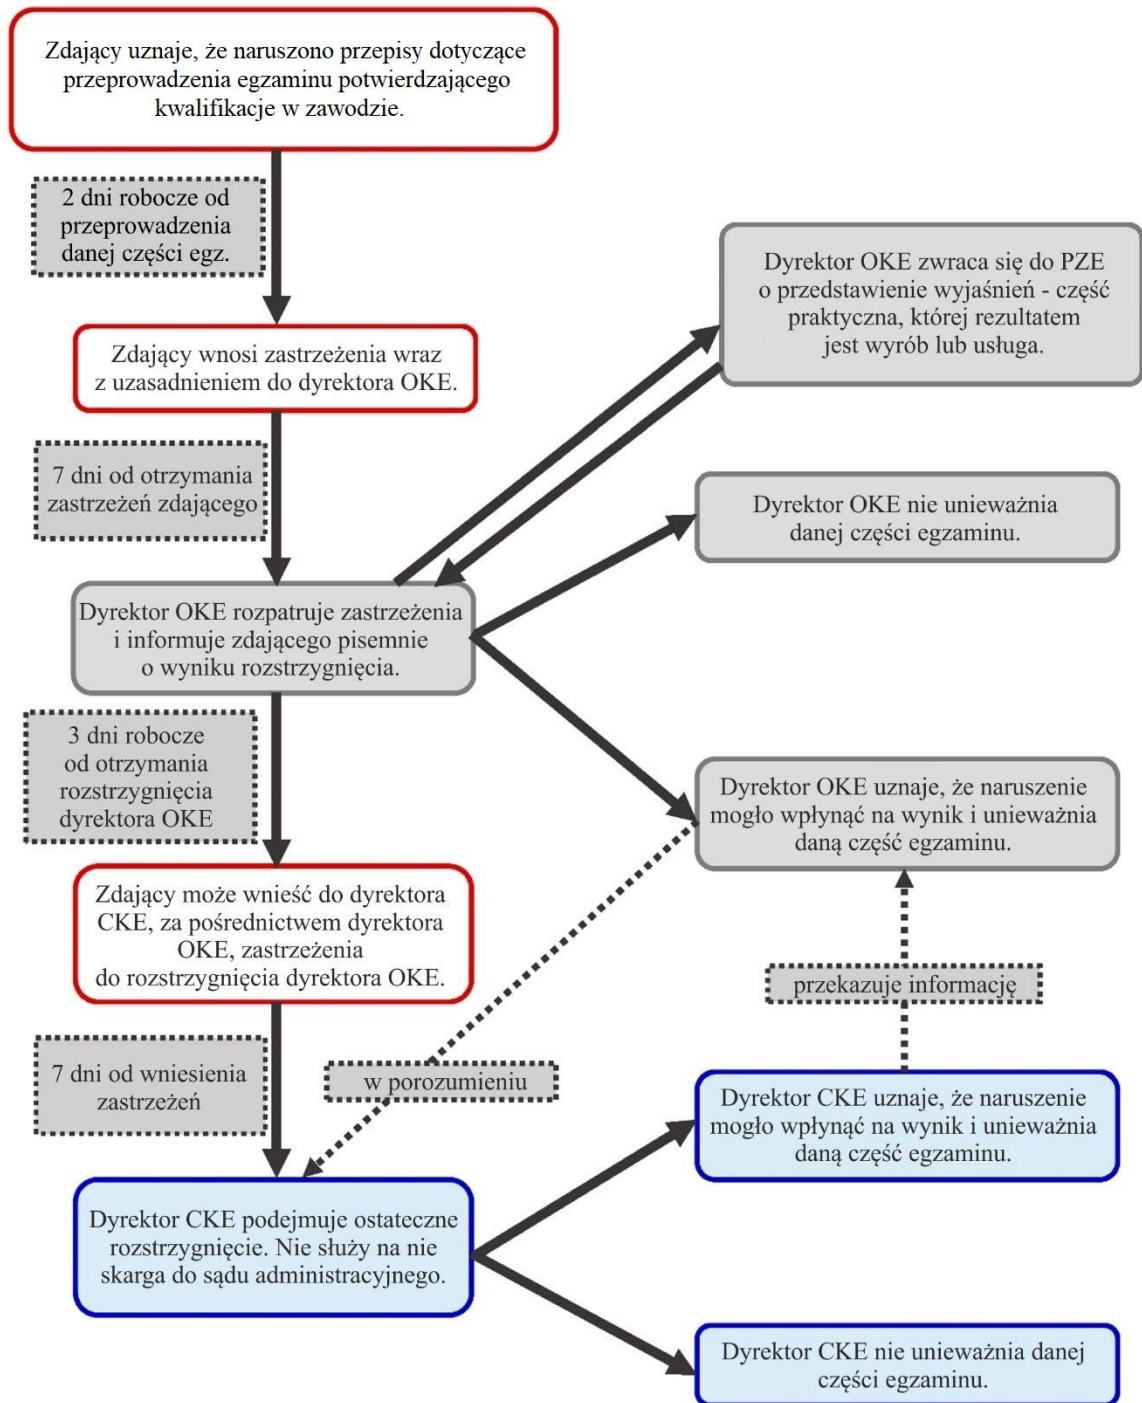 Zdający uznaje, że naruszono przepisy dotyczące
przeprowadzenia egzaminu potwierdzającego
kwalifikacje w zawodzie.
2 dni robocze od
przeprowadzenia
danej części egz.
Dyrektor OKE zwraca się do PZE
o przedstawienie wyjaśnień - część
praktyczna, której rezultatem
jest wyrób lub usługa.
Zdający wnosi zastrzeżenia wraz
z uzasadnieniem do dyrektora OKE.
7 dni od otrzymania
zastrzeżeń zdającego
Dyrektor OKE nie unieważnia
danej części egzaminu.
Dyrektor OKE rozpatruje zastrzeżenia
i informuje zdającego pisemnie
o wyniku rozstrzygnięcia.
3 dni robocze
od otrzymania
rozstrzygnięcia
dyrektora OKE
Dyrektor OKE uznaje, że naruszenie
mogło wpłynąć na wynik i unieważnia
daną część egzaminu.
Zdający może wnieść do dyrektora
CKE, za pośrednictwem dyrektora
OKE, zastrzeżenia
do rozstrzygnięcia dyrektora OKE.
przekazuje informację
7 dni od wniesienia
zastrzeżeń
w porozumieniu
Dyrektor CKE uznaje, że naruszenie
mogło wpłynąć na wynik i unieważnia
daną część egzaminu.
Dyrektor CKE podejmuje ostateczne
rozstrzygnięcie. Nie służy na nie
skarga do sądu administracyjnego.
Dyrektor CKE nie unieważnia danej
części egzaminu.